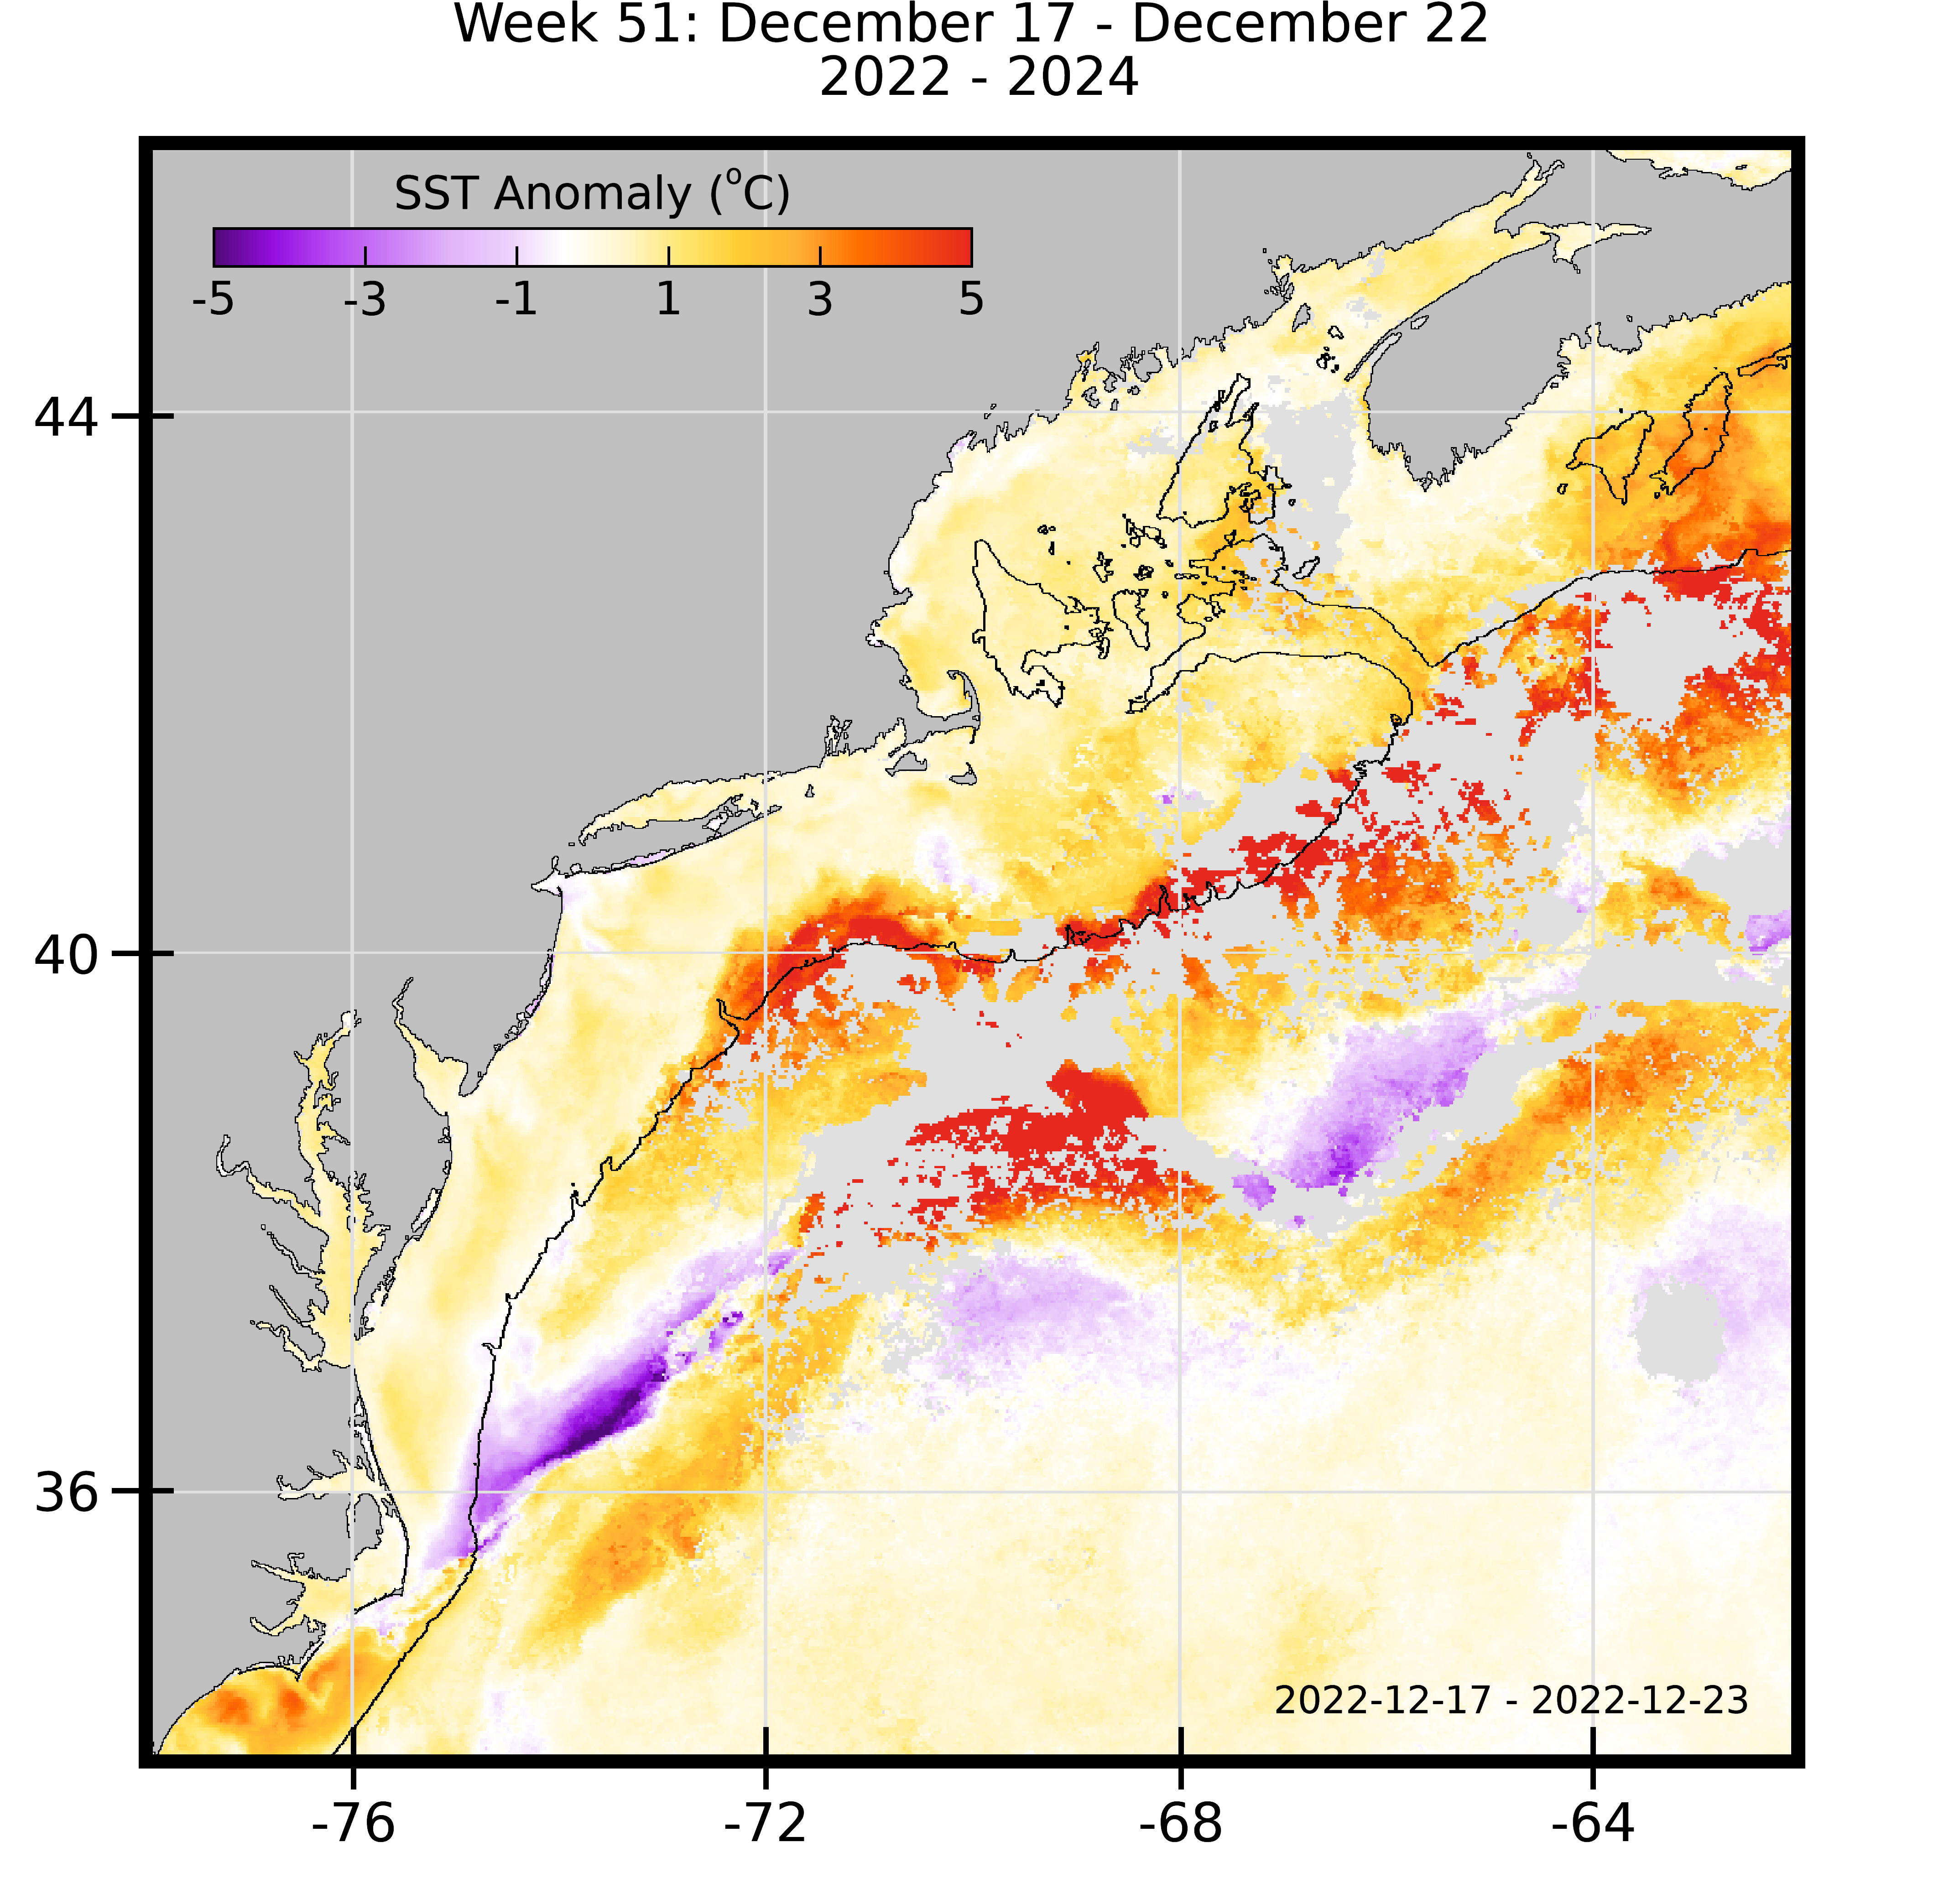 Week 51: December 17 - December 22
2022 - 2024
SST Anomaly (°C)
-5 -3 -1 1 3 5
44
40
36
2022-12-17 - 2022-12-23
-76 -72 -68 -64